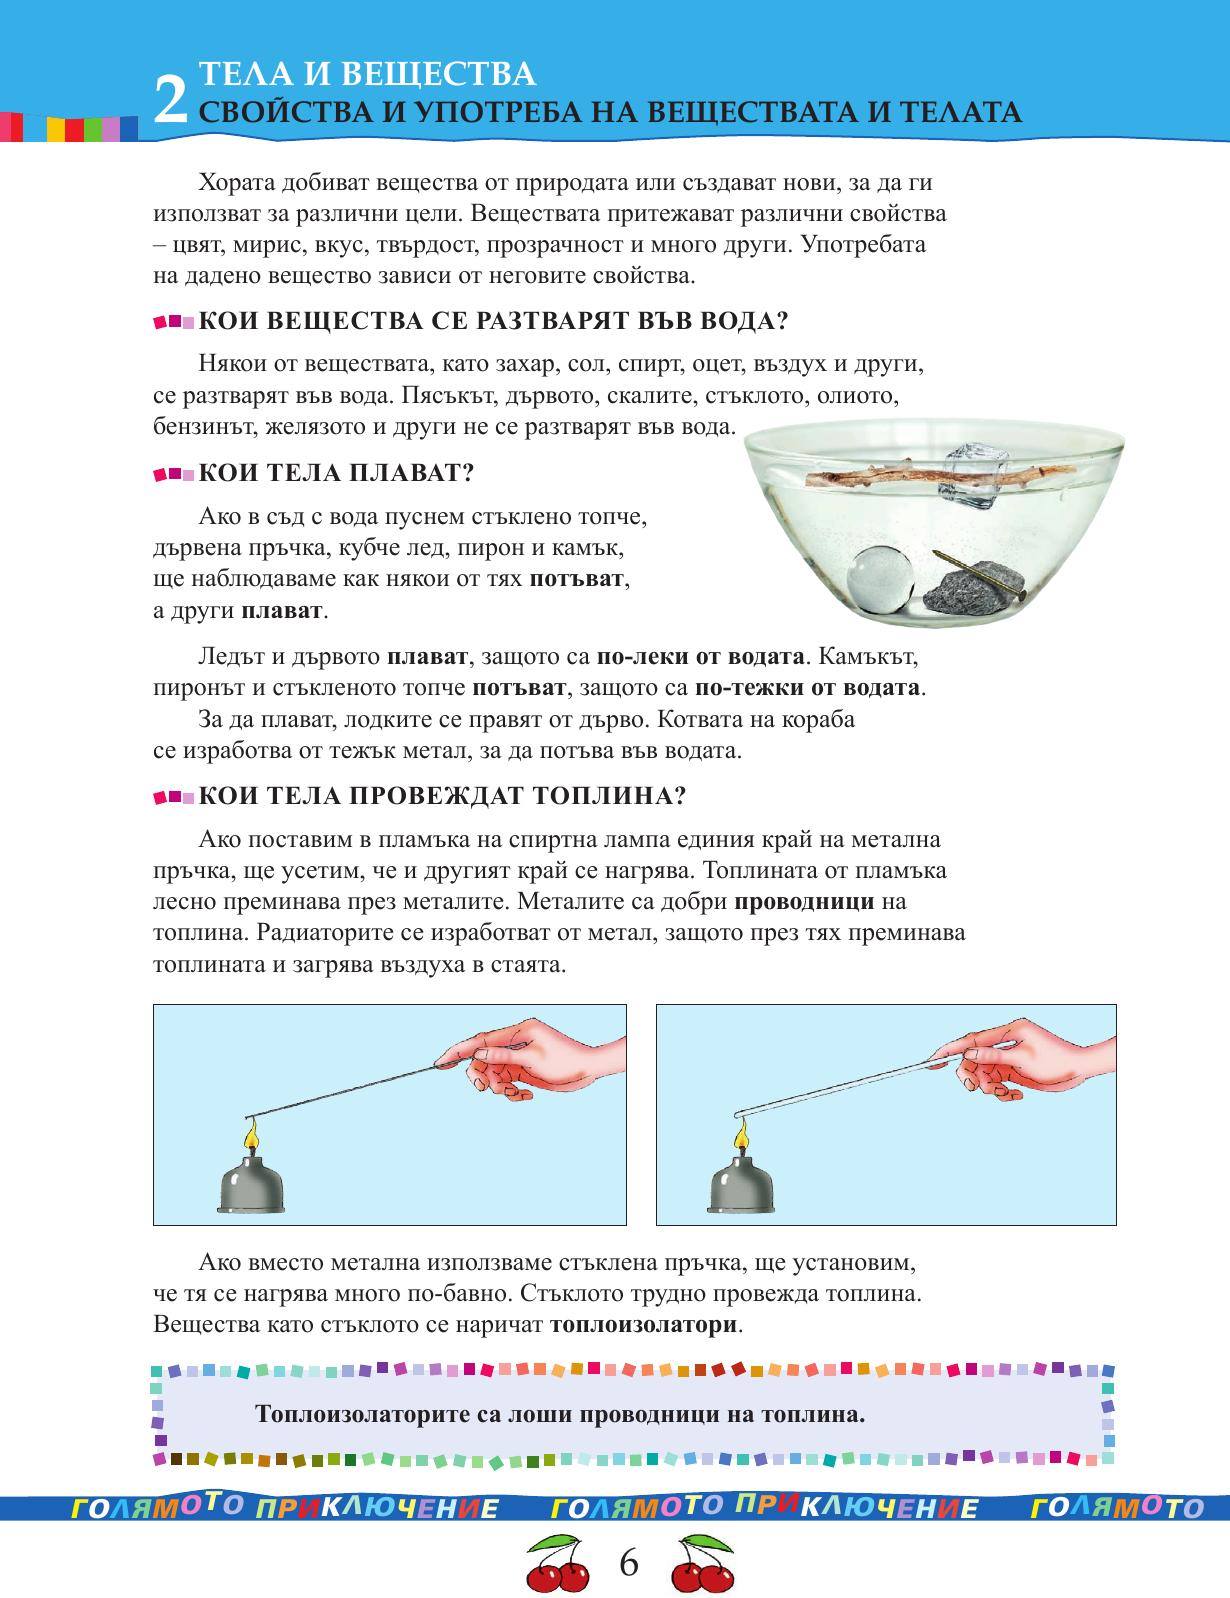 2 ТЕЛА И ВЕЩЕСТВА
СВОЙСТВА И УПОТРЕБА НА ВЕЩЕСТВАТА И ТЕЛАТА
Хората добиват вещества от природата или създават нови, за да ги
използват за различни цели. Веществата притежават различни свойства
– цвят, мирис, вкус, твърдост, прозрачност и много други. Употребата
на дадено вещество зависи от неговите свойства.
КОИ ВЕЩЕСТВА СЕ РАЗТВАРЯТ ВЪВ ВОДА?
Някои от веществата, като захар, сол, спирт, оцет, въздух и други,
се разтварят във вода. Пясъкът, дървото, скалите, стъклото, олиото,
бензинът, желязото и други не се разтварят във вода.
КОИ ТЕЛА ПЛАВАТ?
Ако в съд с вода пуснем стъклено топче,
дървена пръчка, кубче лед, пирон и камък,
ще наблюдаваме как някои от тях потъват,
а други плават.
Ледът и дървото плават, защото са по-леки от водата. Камъкът,
пиронът и стъкленото топче потъват, защото са по-тежки от водата.
За да плават, лодките се правят от дърво. Котвата на кораба
се изработва от тежък метал, за да потъва във водата.
КОИ ТЕЛА ПРОВЕЖДАТ ТОПЛИНА?
Ако поставим в пламъка на спиртна лампа единия край на метална
пръчка, ще усетим, че и другият край се нагрява. Топлината от пламъка
лесно преминава през металите. Металите са добри проводници на
топлина. Радиаторите се изработват от метал, защото през тях преминава
топлината и загрява въздуха в стаята.
Ако вместо метална използваме стъклена пръчка, ще установим,
че тя се нагрява много по-бавно. Стъклото трудно провежда топлина.
Вещества като стъклото се наричат топлоизолатори.
Топлоизолаторите са лоши проводници на топлина.
ГОЛЯМОТО ПРИКЛЮЧЕНИЕ ГОЛЯМОТО ПРИКЛЮЧЕНИЕ ГОЛЯМОТО
6